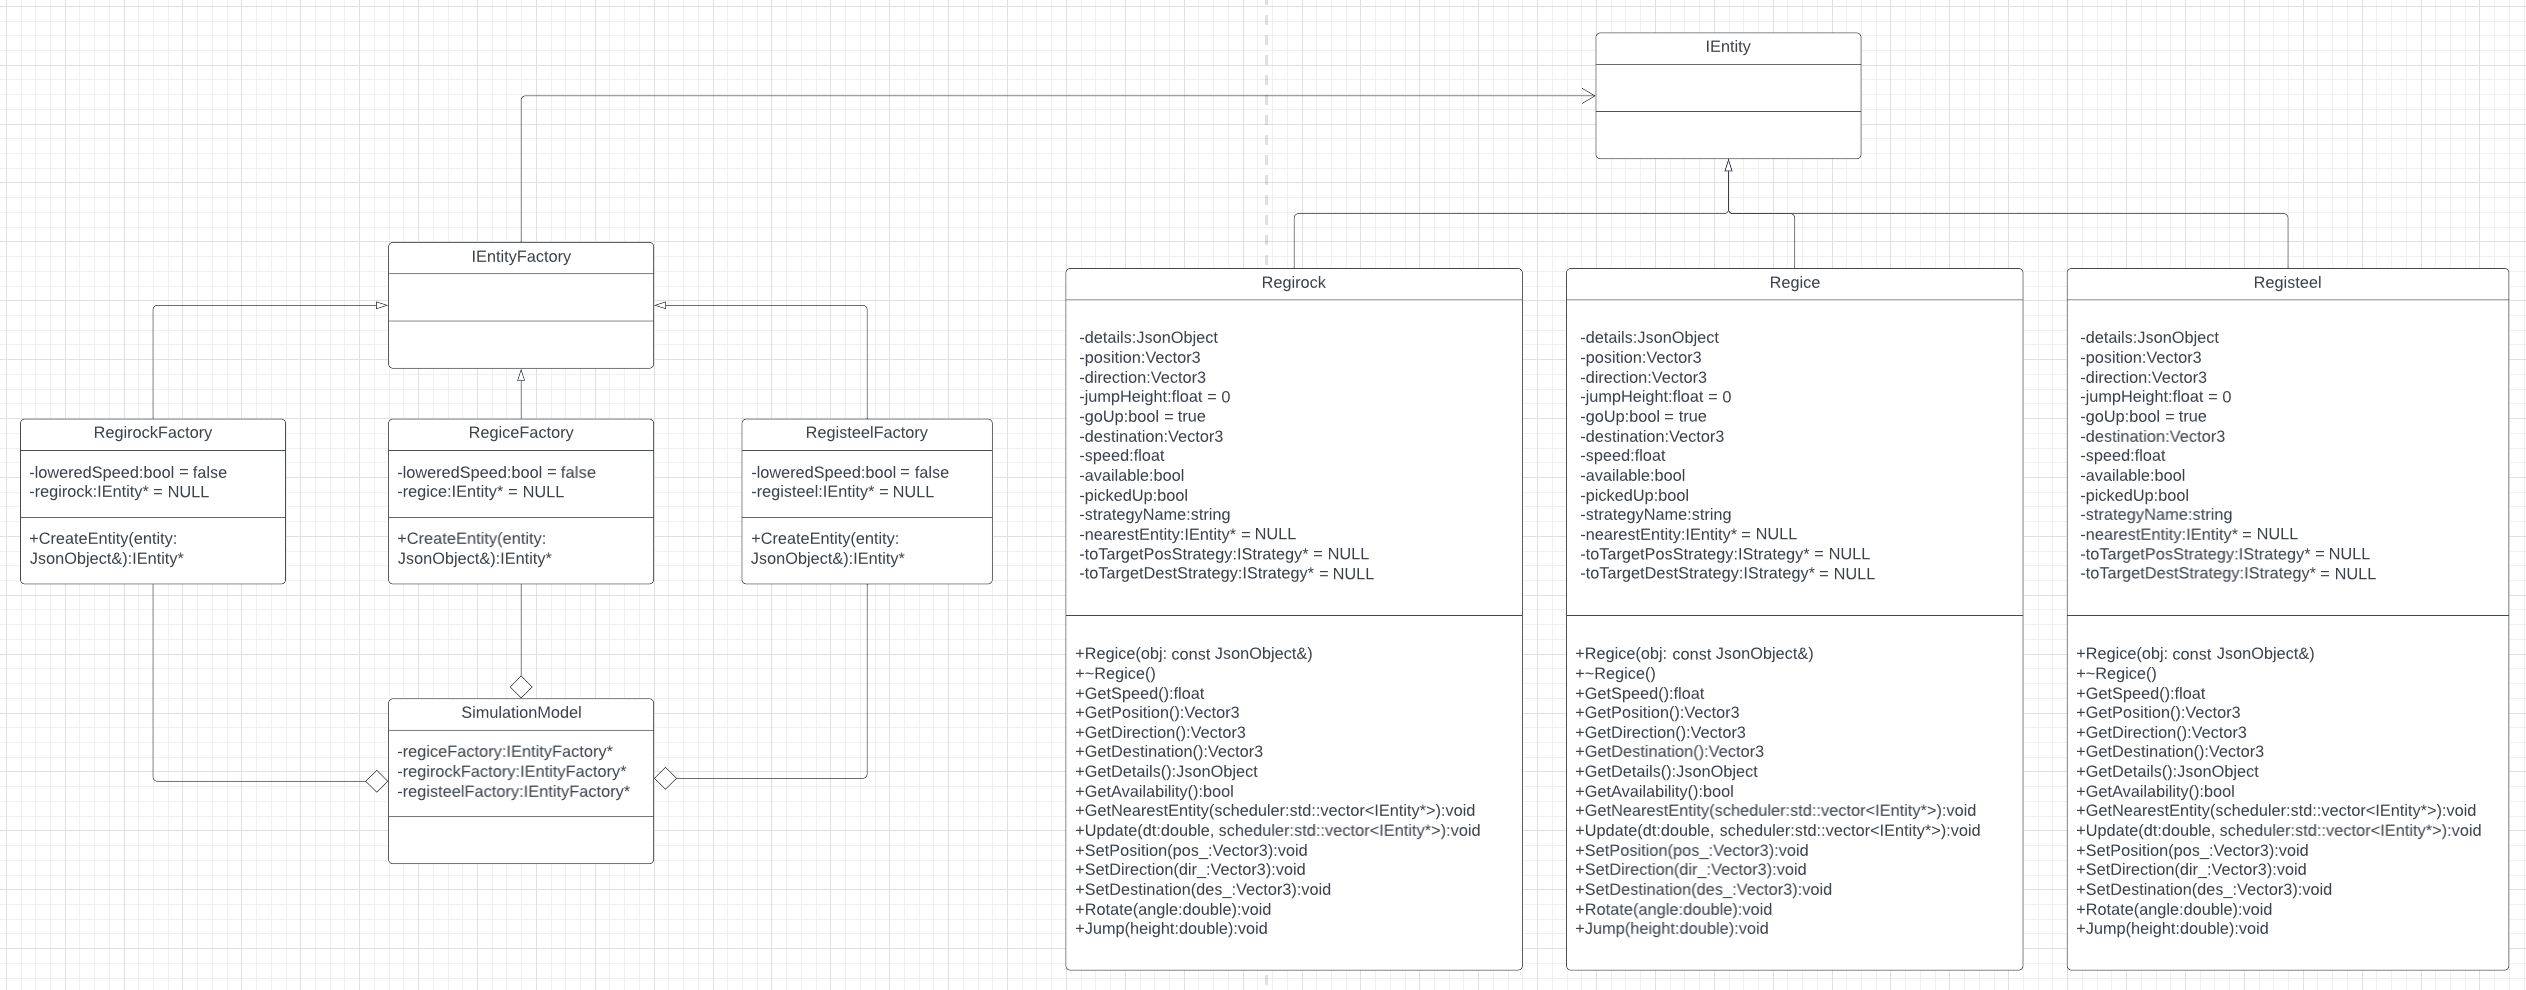 IEntity
IEntityFactory
RegirockFactory
-loweredSpeed:bool = false
-regirock:IEntity* = NULL
+CreateEntity(entity:
JsonObject&):IEntity*
RegiceFactory
-loweredSpeed:bool = false
-regice:IEntity* = NULL
+CreateEntity(entity:
JsonObject&):IEntity*
RegisteelFactory
-loweredSpeed:bool = false
-registeel:IEntity* = NULL
+CreateEntity(entity:
JsonObject&):IEntity*
SimulationModel
-regiceFactory:IEntityFactory*
-regirockFactory:IEntityFactory*
-registeelFactory:IEntityFactory*
Regirock
-details:JsonObject
-position:Vector3
-direction:Vector3
-jumpHeight:float = 0
-goUp:bool = true
-destination:Vector3
-speed:float
-available:bool
-pickedUp:bool
-strategyName:string
-nearestEntity:IEntity* = NULL
-toTargetPosStrategy:IStrategy* = NULL
-toTargetDestStrategy:IStrategy* = NULL
+Regice(obj: const JsonObject&)
+~Regice()
+GetSpeed():float
+GetPosition():Vector3
+GetDirection():Vector3
+GetDestination():Vector3
+GetDetails():JsonObject
+GetAvailability():bool
+GetNearestEntity(scheduler:std::vector<IEntity*>):void
+Update(dt:double, scheduler:std::vector<IEntity*>):void
+SetPosition(pos_:Vector3):void
+SetDirection(dir_:Vector3):void
+SetDestination(des_:Vector3):void
+Rotate(angle:double):void
+Jump(height:double):void
Regice
-details:JsonObject
-position:Vector3
-direction:Vector3
-jumpHeight:float = 0
-goUp:bool = true
-destination:Vector3
-speed:float
-available:bool
-pickedUp:bool
-strategyName:string
-nearestEntity:IEntity* = NULL
-toTargetPosStrategy:IStrategy* = NULL
-toTargetDestStrategy:IStrategy* = NULL
+Regice(obj: const JsonObject&)
+~Regice()
+GetSpeed():float
+GetPosition():Vector3
+GetDirection():Vector3
+GetDestination():Vector3
+GetDetails():JsonObject
+GetAvailability():bool
+GetNearestEntity(scheduler:std::vector<IEntity*>):void
+Update(dt:double, scheduler:std::vector<IEntity*>):void
+SetPosition(pos_:Vector3):void
+SetDirection(dir_:Vector3):void
+SetDestination(des_:Vector3):void
+Rotate(angle:double):void
+Jump(height:double):void
Registeel
-details:JsonObject
-position:Vector3
-direction:Vector3
-jumpHeight:float = 0
-goUp:bool = true
-destination:Vector3
-speed:float
-available:bool
-pickedUp:bool
-strategyName:string
-nearestEntity:IEntity* = NULL
-toTargetPosStrategy:IStrategy* = NULL
-toTargetDestStrategy:IStrategy* = NULL
+Regice(obj: const JsonObject&)
+~Regice()
+GetSpeed():float
+GetPosition():Vector3
+GetDirection():Vector3
+GetDestination():Vector3
+GetDetails():JsonObject
+GetAvailability():bool
+GetNearestEntity(scheduler:std::vector<IEntity*>):void
+Update(dt:double, scheduler:std::vector<IEntity*>):void
+SetPosition(pos_:Vector3):void
+SetDirection(dir_:Vector3):void
+SetDestination(des_:Vector3):void
+Rotate(angle:double):void
+Jump(height:double):void